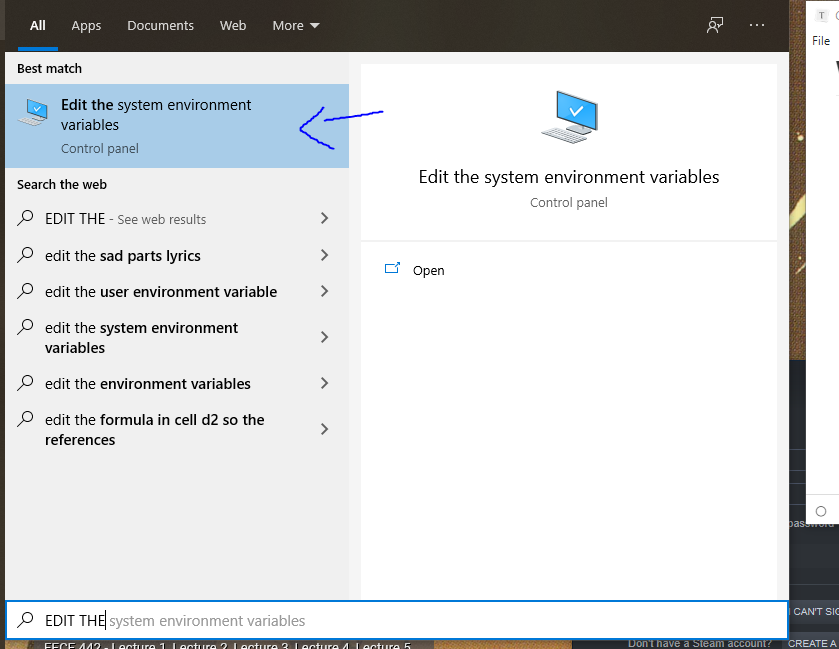 All Apps Documents Web More
T
File
Best match
Edit the system environment
variables
Control panel
Search the web
EDIT THE - See web results
edit the sad parts lyrics
edit the user environment variable
edit the system environment
variables
edit the environment variables
edit the formula in cell d2 so the
references
Edit the system environment variables
Control panel
Open
password
I CAN'T SIG
EDIT THE system environment variables
EECE 442 - Lecture 1, Lecture 2, Lecture 3, Lecture 4, Lecture 5
Don't have a Steam account?
CREATE A